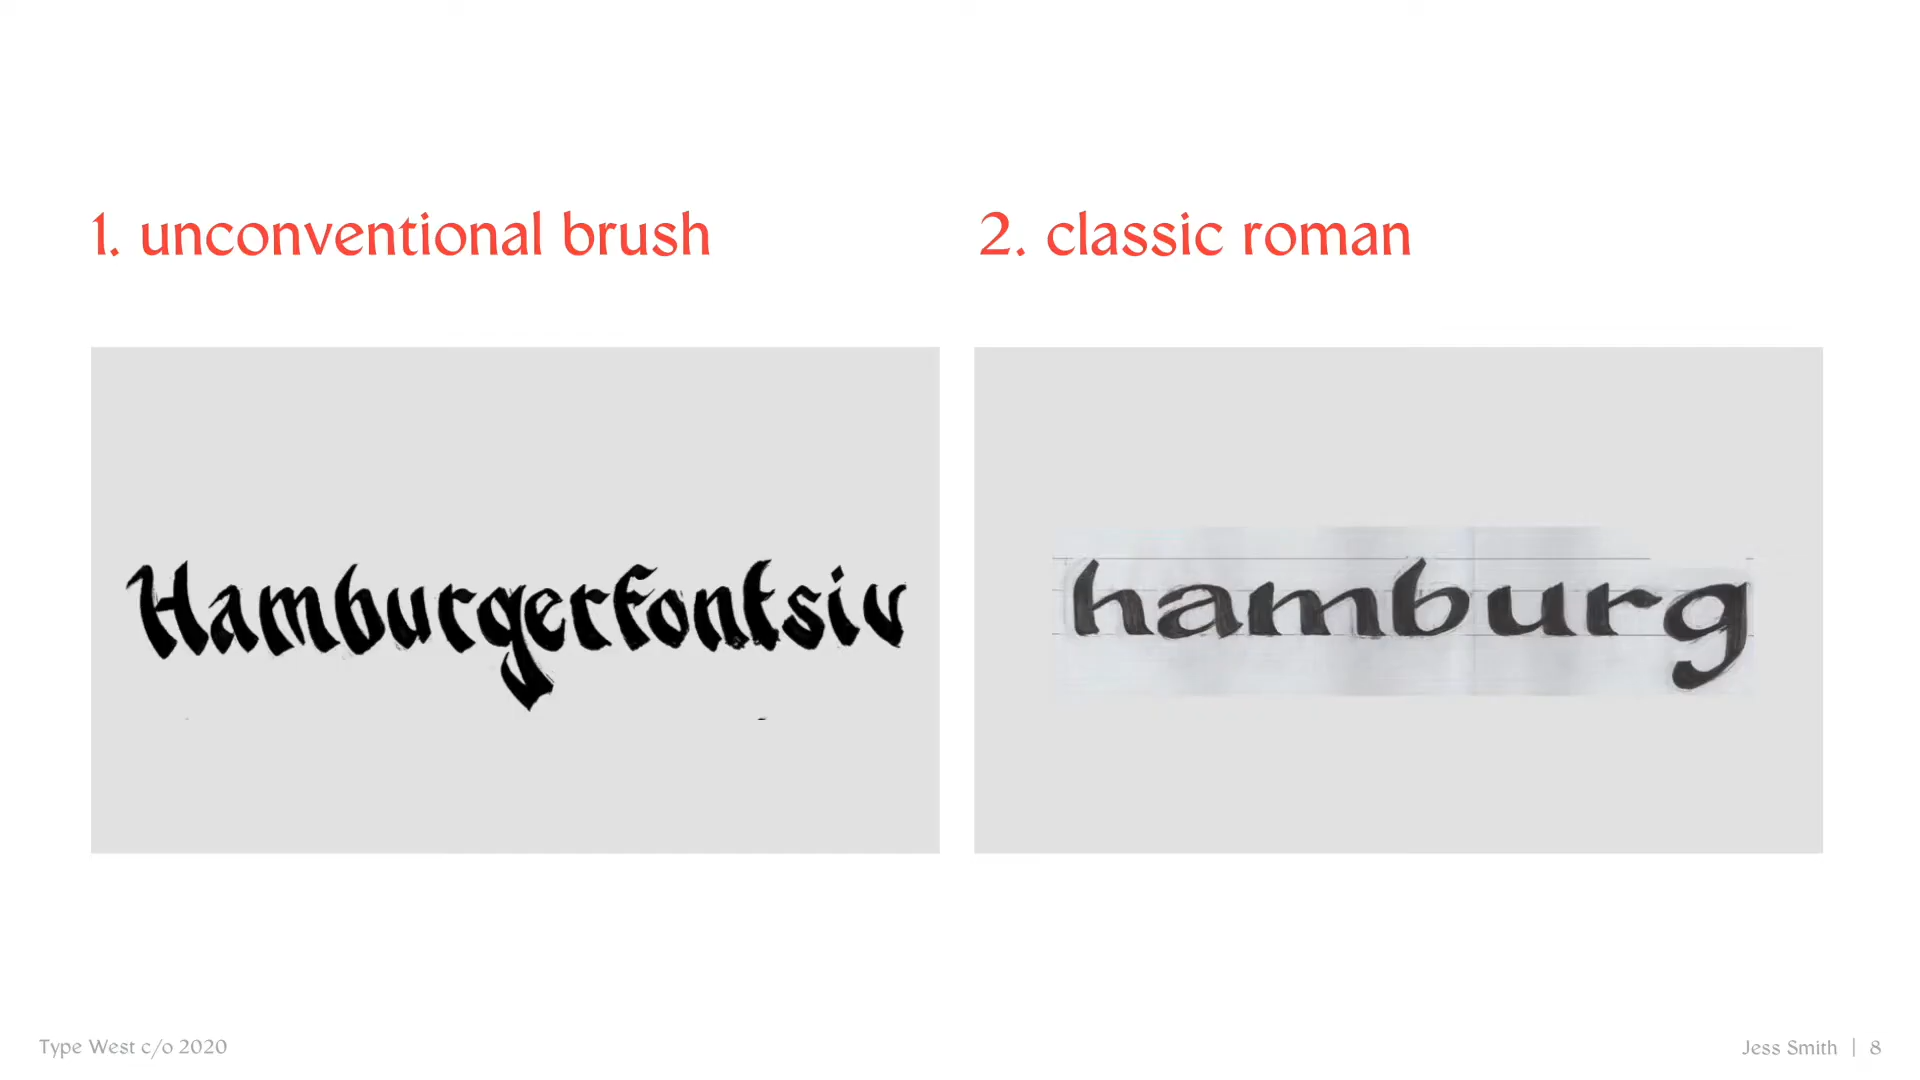 1. unconventional brush
2. classic roman
Hamburgerfontsiv
hamburg
Type West c/o 2020
Jess Smith | 8